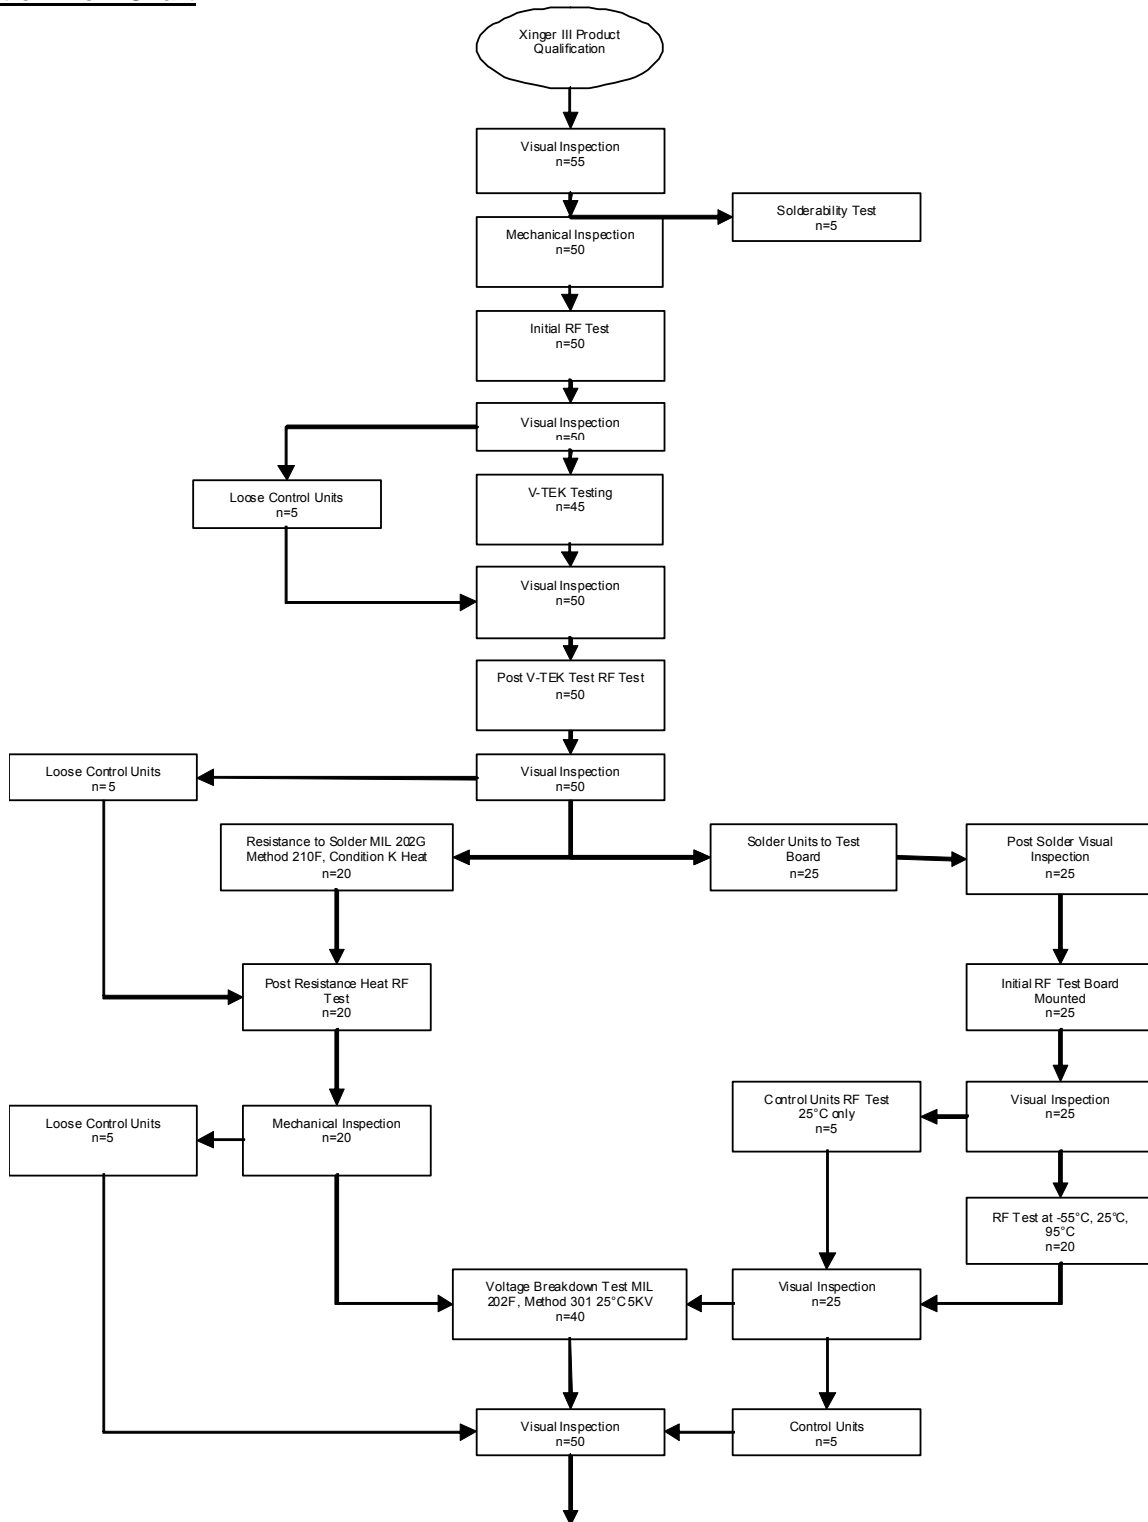 Xinger III Product
Qualification
Visual Inspection
n=55
Solderability Test
n=5
Mechanical Inspection
n=50
Initial RF Test
n=50
Visual Inspection
n=50
Loose Control Units
n=5
V-TEK Testing
n=45
Visual Inspection
n=50
Post V-TEK Test RF Test
n=50
Loose Control Units
n=5
Visual Inspection
n=50
Resistance to Solder MIL 202G
Method 210F, Condition K Heat
n=20
Solder Units to Test
Board
n=25
Post Solder Visual
Inspection
n=25
Post Resistance Heat RF
Test
n=20
Initial RF Test Board
Mounted
n=25
Loose Control Units
n=5
Mechanical Inspection
n=20
Control Units RF Test
25°C only
n=5
Visual Inspection
n=25
RF Test at -55°C, 25°C,
95°C
n=20
Voltage Breakdown Test MIL
202F, Method 301 25°C 5KV
n=40
Visual Inspection
n=25
Visual Inspection
n=50
Control Units
n=5